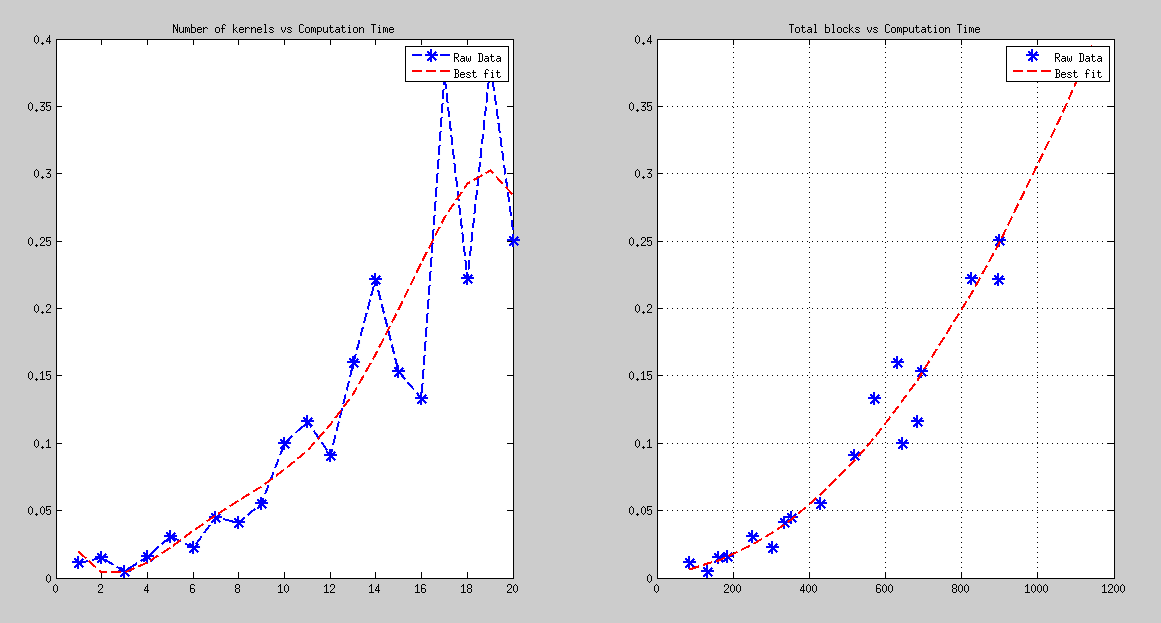 Number of kernels vs Computation Time
0.4
0.35
0.3
0.25
0.2
0.15
0.1
0.05
0
0 2 4 6 8 10 12 14 16 18 20
Raw Data
Best fit
Total blocks vs Computation Time
0.4
0.35
0.3
0.25
0.2
0.15
0.1
0.05
0
0 200 400 600 800 1000 1200
Raw Data
Best fit